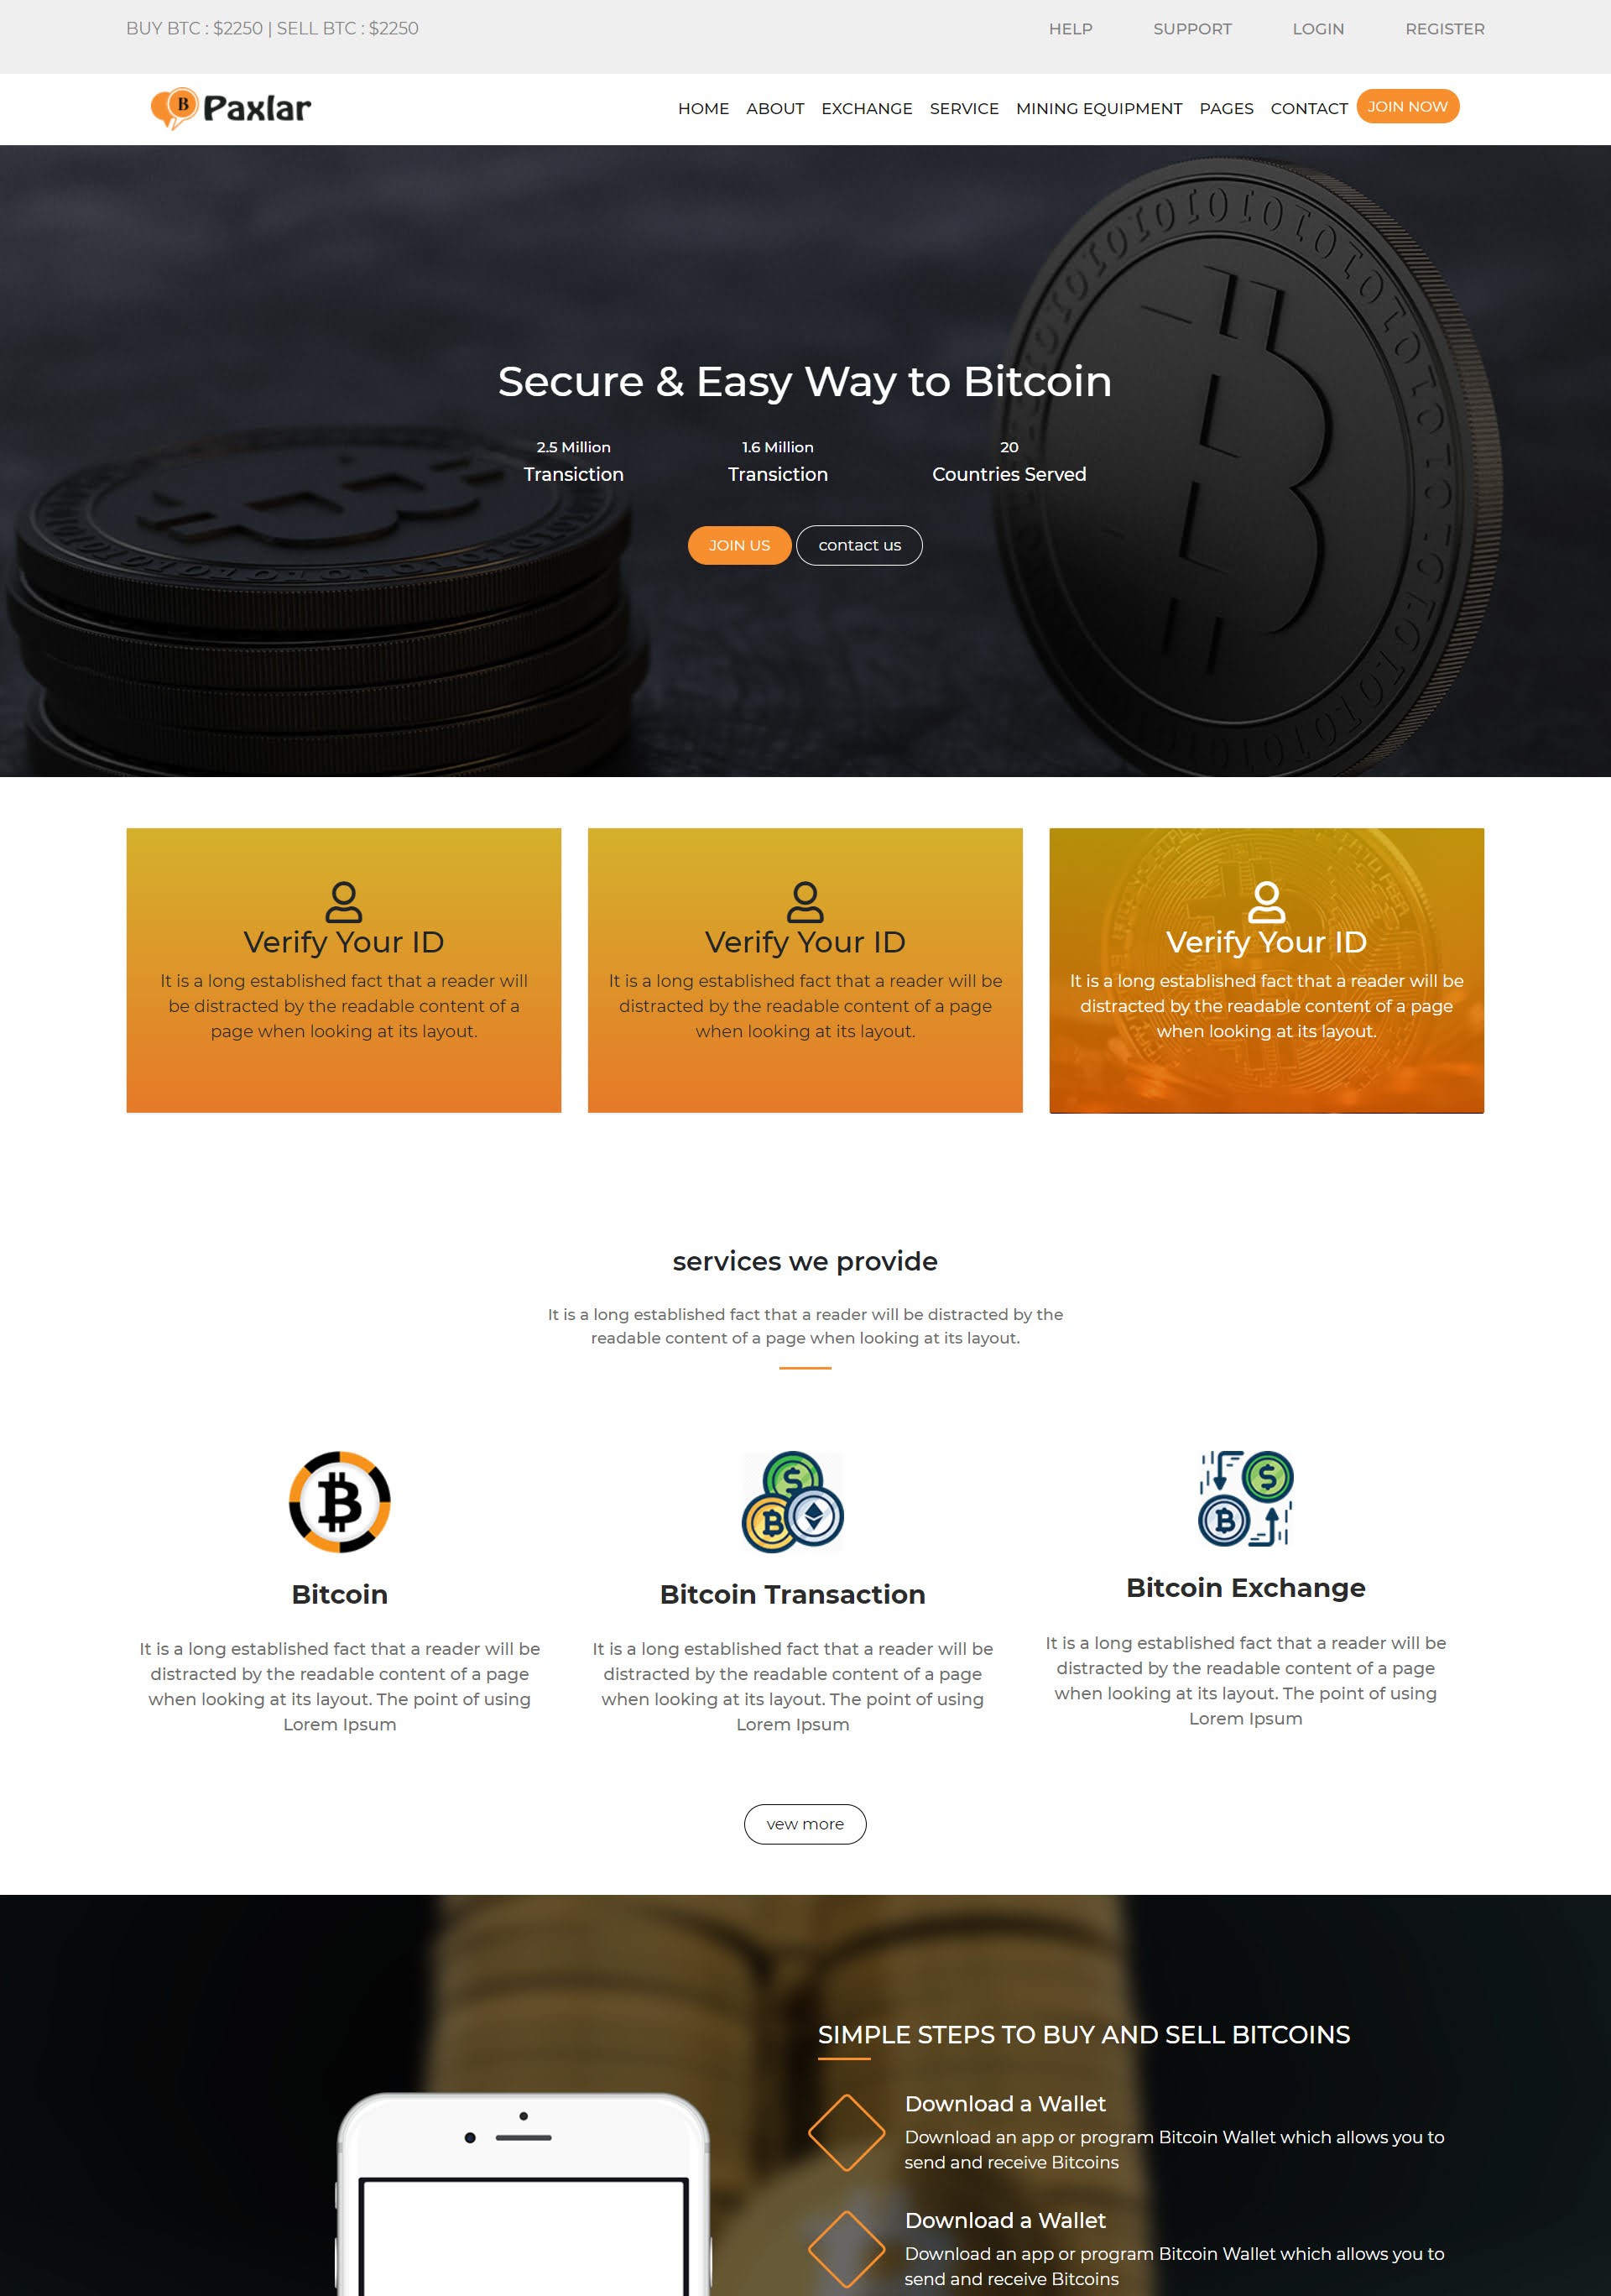 BUY BTC : $2250 | SELL BTC : $2250
HELP SUPPORT LOGIN REGISTER
B Paxlar
HOME ABOUT EXCHANGE SERVICE MINING EQUIPMENT PAGES CONTACT JOIN NOW
Secure & Easy Way to Bitcoin
2.5 Million
Transiction
1.6 Million
Transiction
20
Countries Served
JOIN US
contact us
Verify Your ID
It is a long established fact that a reader will
be distracted by the readable content of a
page when looking at its layout.
Verify Your ID
It is a long established fact that a reader will be
distracted by the readable content of a page
when looking at its layout.
Verify Your ID
It is a long established fact that a reader will be
distracted by the readable content of a page
when looking at its layout.
services we provide
It is a long established fact that a reader will be distracted by the
readable content of a page when looking at its layout.
Bitcoin
It is a long established fact that a reader will be
distracted by the readable content of a page
when looking at its layout. The point of using
Lorem Ipsum
Bitcoin Transaction
It is a long established fact that a reader will be
distracted by the readable content of a page
when looking at its layout. The point of using
Lorem Ipsum
Bitcoin Exchange
It is a long established fact that a reader will be
distracted by the readable content of a page
when looking at its layout. The point of using
Lorem Ipsum
vew more
SIMPLE STEPS TO BUY AND SELL BITCOINS
Download a Wallet
Download an app or program Bitcoin Wallet which allows you to
send and receive Bitcoins
Download a Wallet
Download an app or program Bitcoin Wallet which allows you to
send and receive Bitcoins